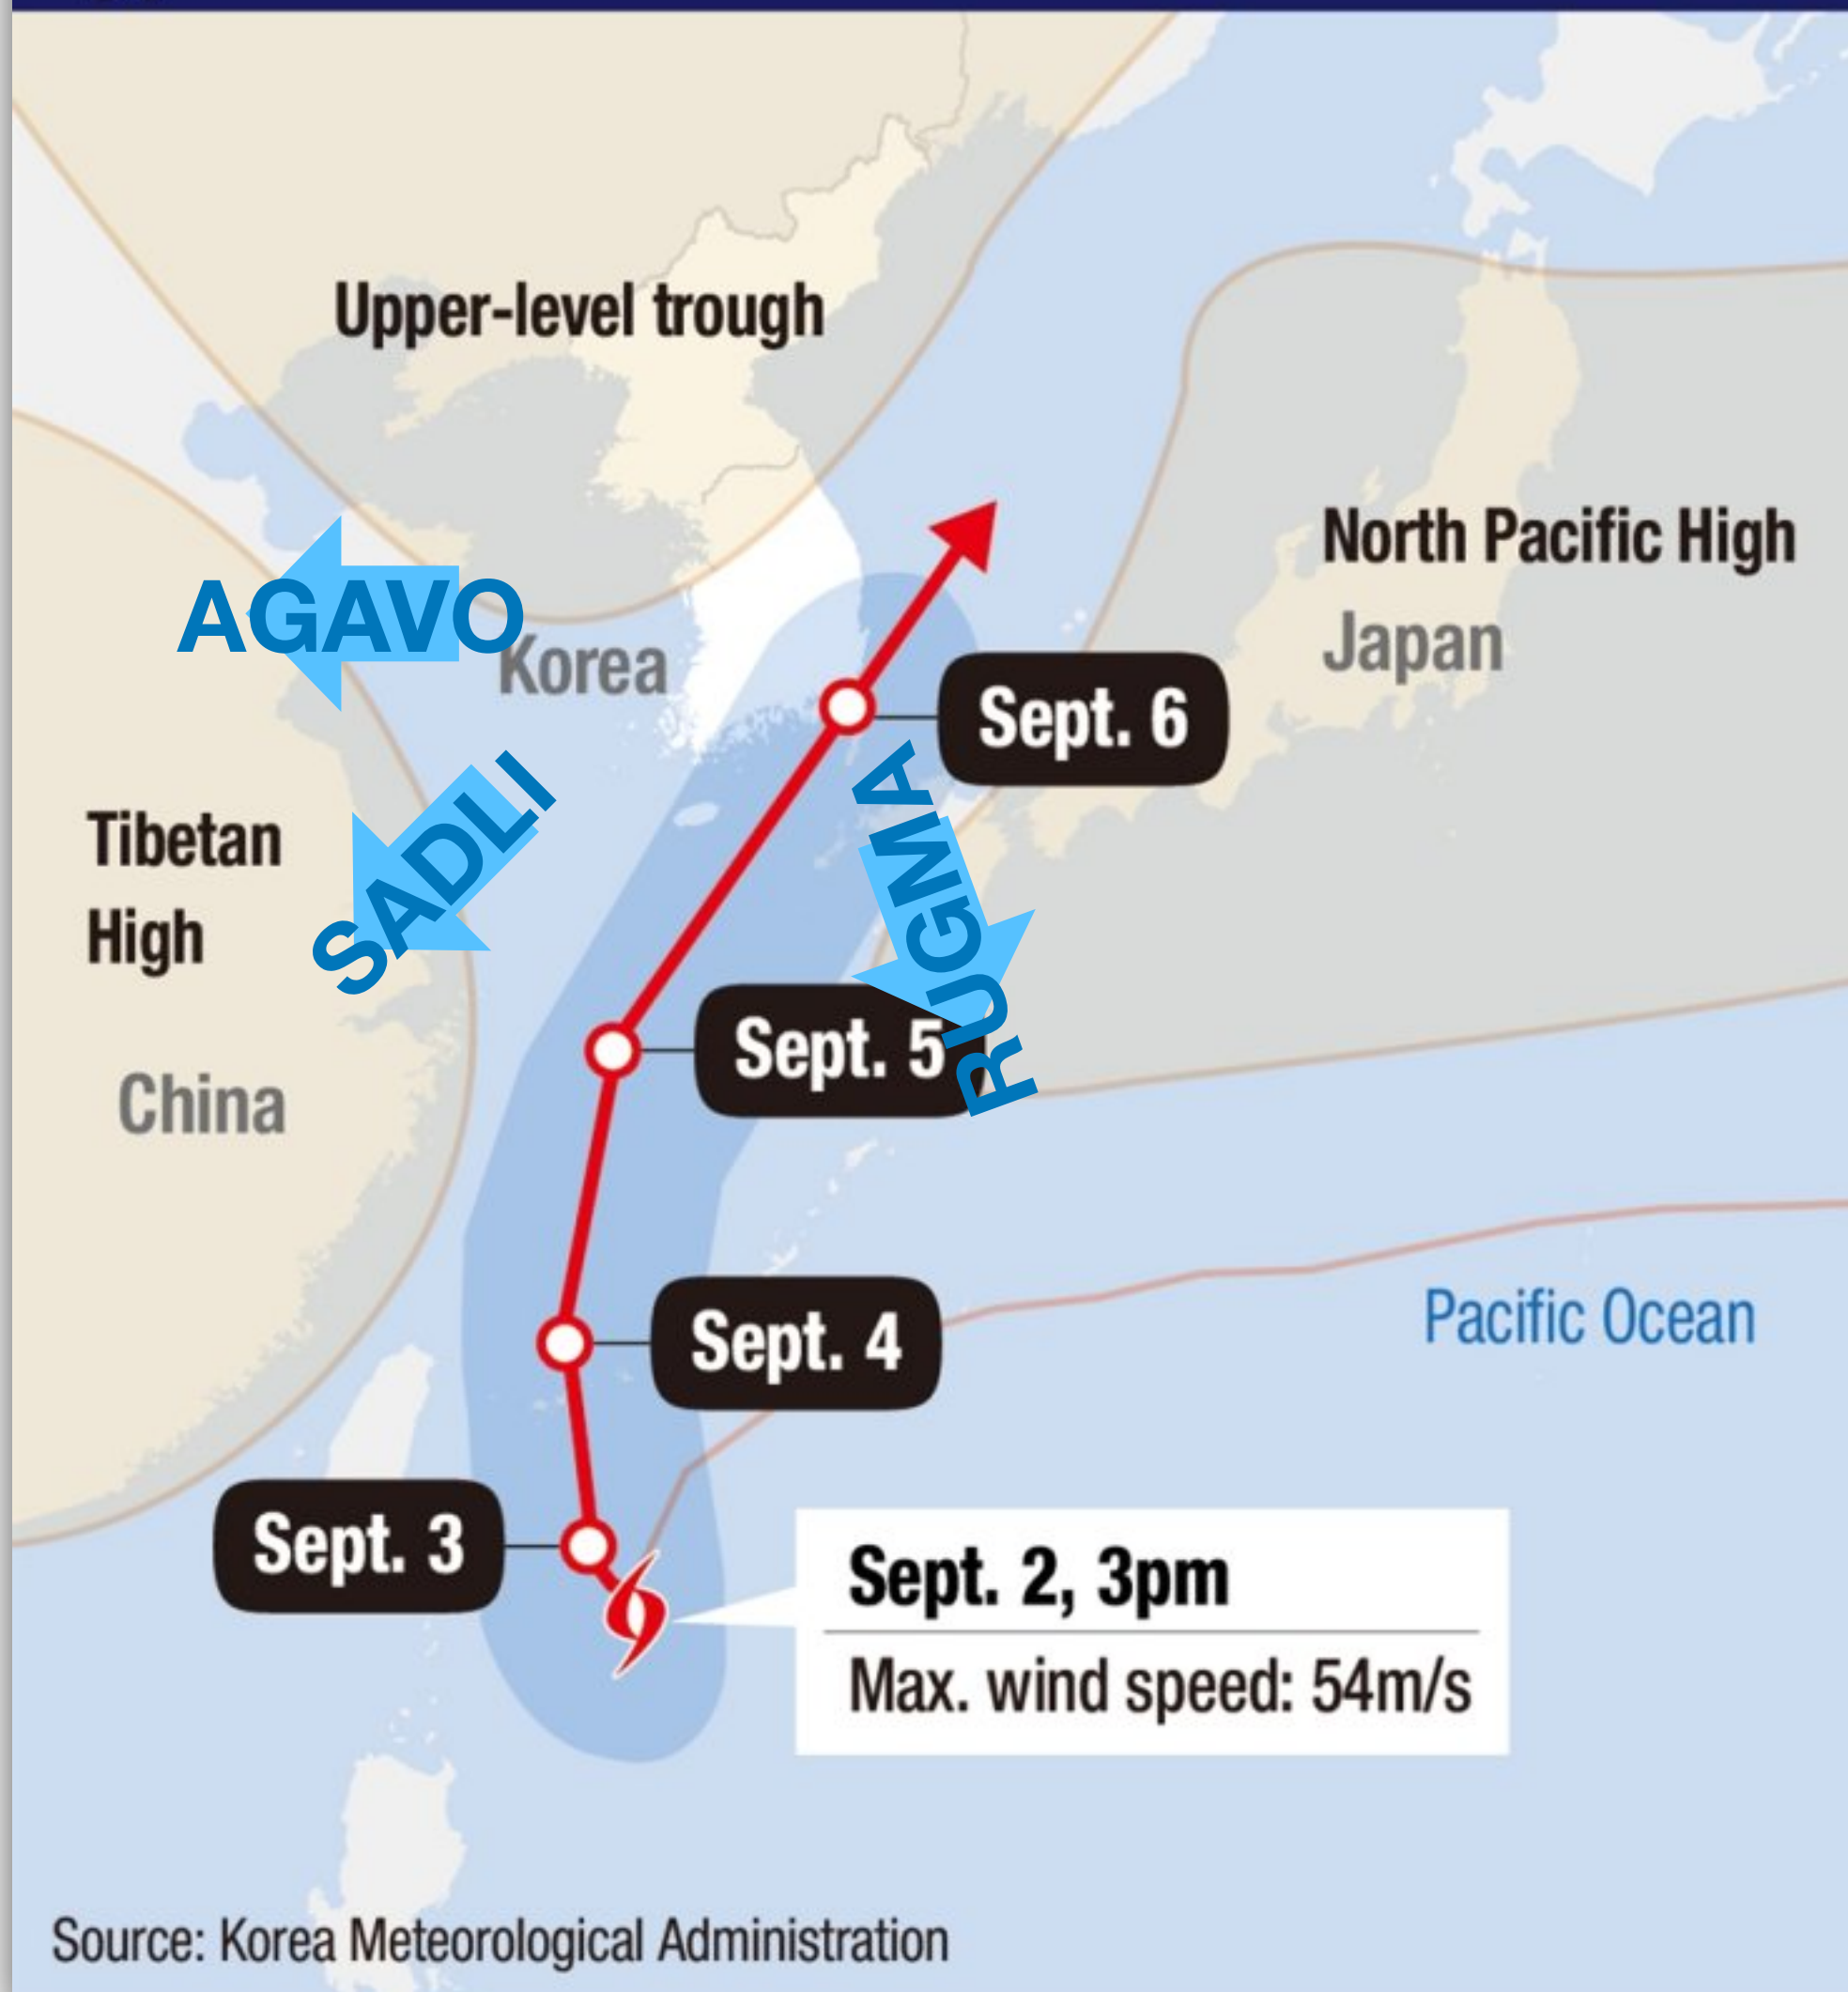 Upper-level trough
North Pacific High
Japan
AGAVO
Korea
Sept. 6
SADLI
RUGMA
Tibetan
High
Sept. 5
China
Pacific Ocean
Sept. 4
Sept. 3
Sept. 2, 3pm
Max. wind speed: 54m/s
Source: Korea Meteorological Administration